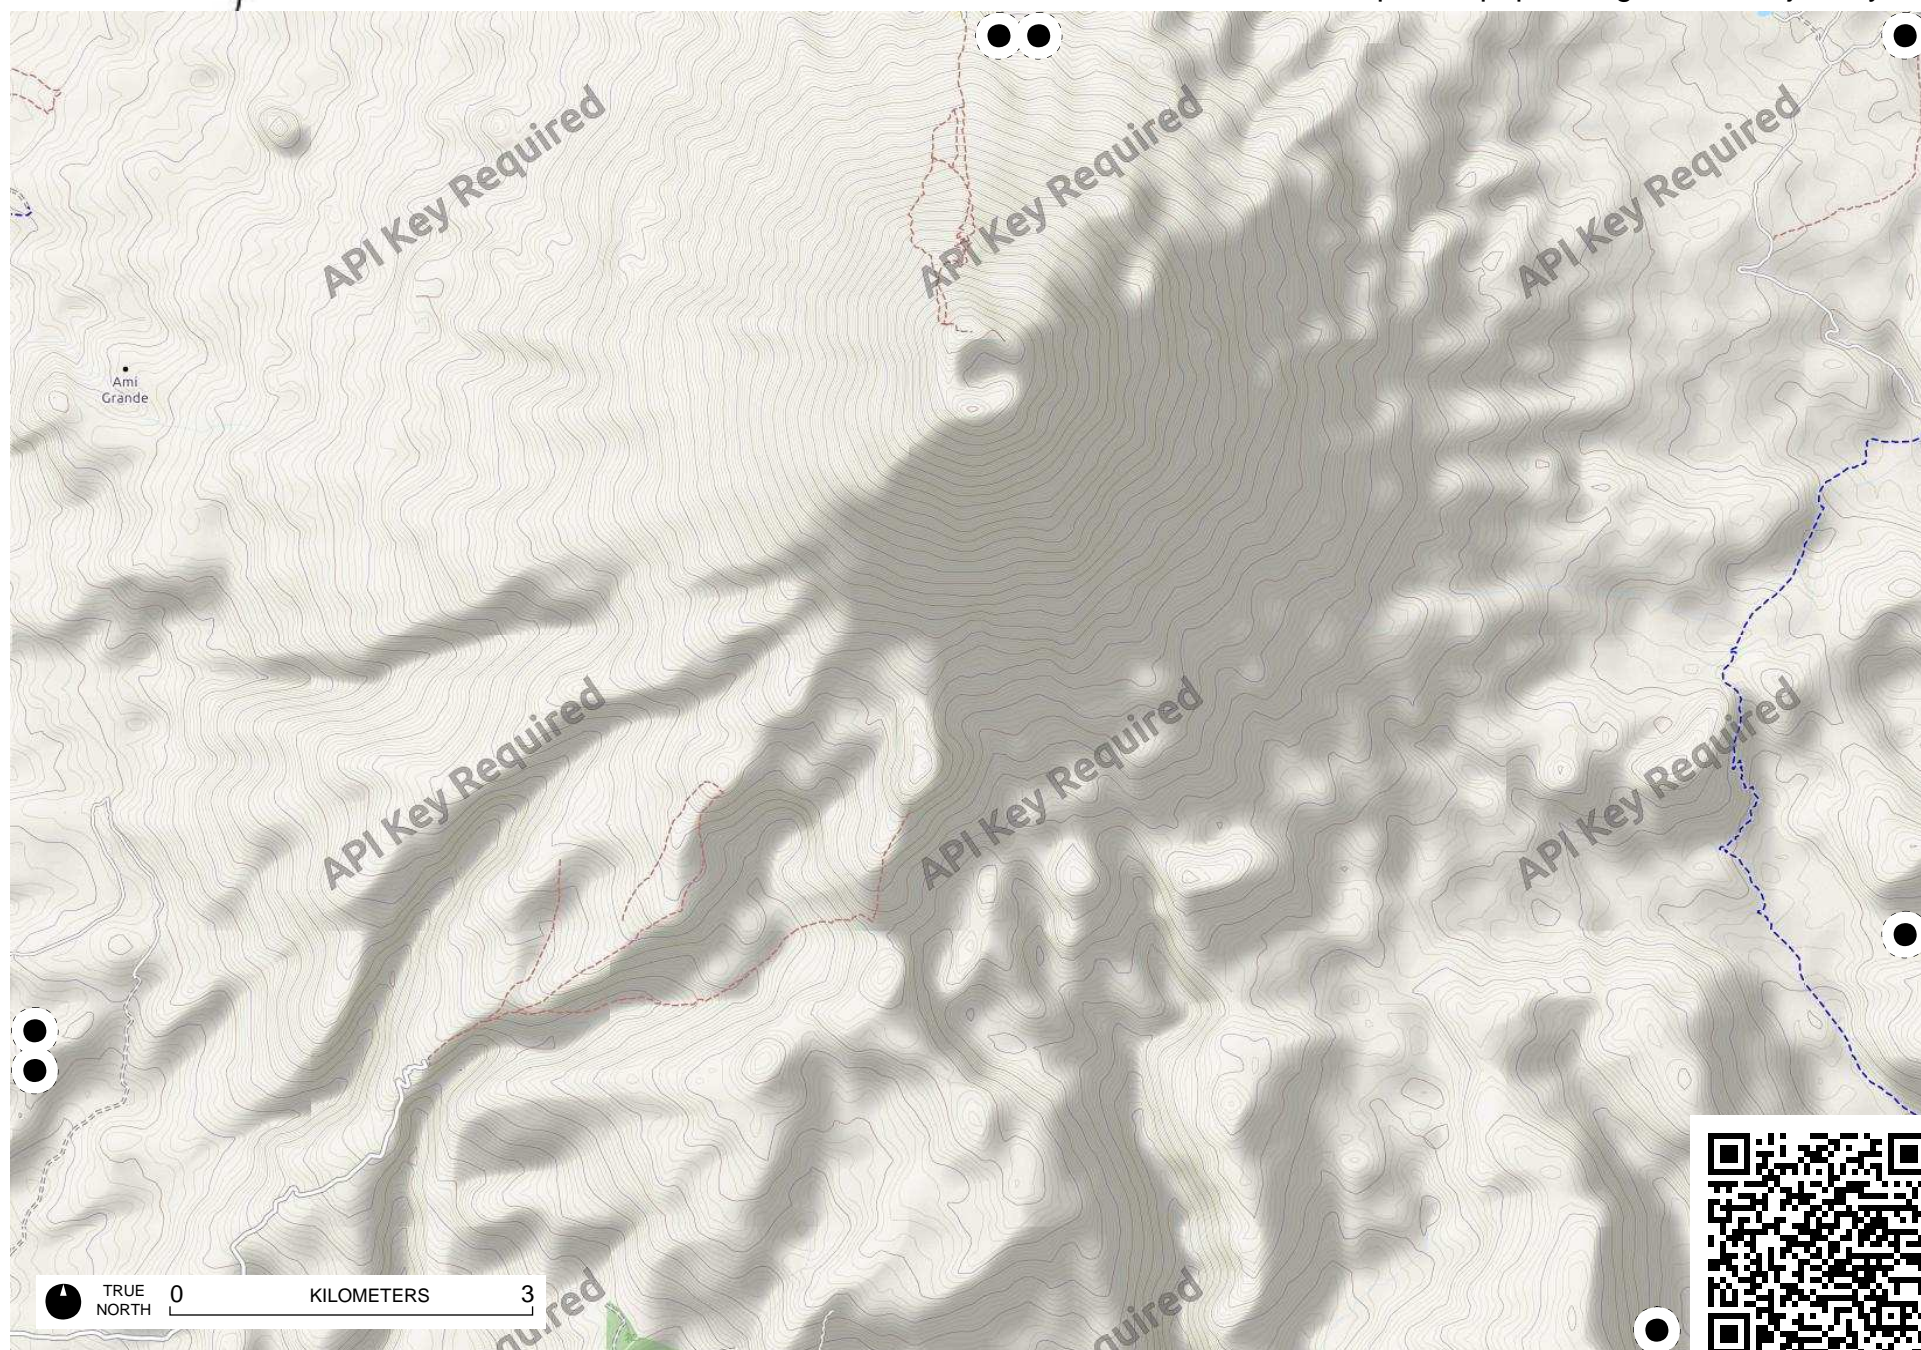 API Key Required
API Key Required
API Key Required
Ami
Grande
API Key Required
API Key Required
API Key Required
TRUE
NORTH
0
KILOMETERS
3